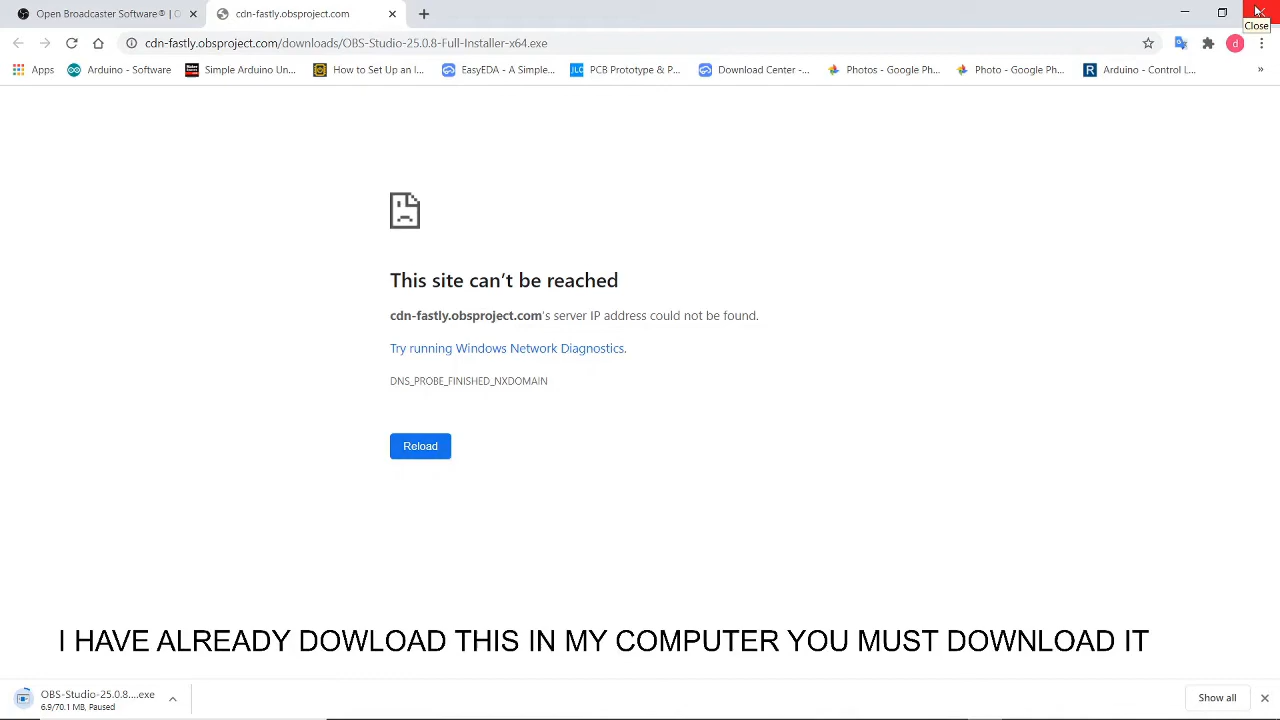 Open Broadcaster Software® | O
cdn-fastly.obsproject.com
Close
cdn-fastly.obsproject.com/downloads/OBS-Studio-25.0.8-Full-Installer-x64.exe
d
Apps
Arduino - Software
Simple Arduino Un...
How to Set Up an I...
EasyEDA - A Simple...
JLC PCB Prototype & P...
Download Center -...
Photos - Google Ph...
Photo - Google Ph...
R Arduino - Control L...
»
This site can't be reached
cdn-fastly.obsproject.com's server IP address could not be found.
Try running Windows Network Diagnostics.
DNS_PROBE_FINISHED_NXDOMAIN
Reload
I HAVE ALREADY DOWLOAD THIS IN MY COMPUTER YOU MUST DOWNLOAD IT
OBS-Studio-25.0.8....exe
6.9/70.1 MB, Paused
Show all